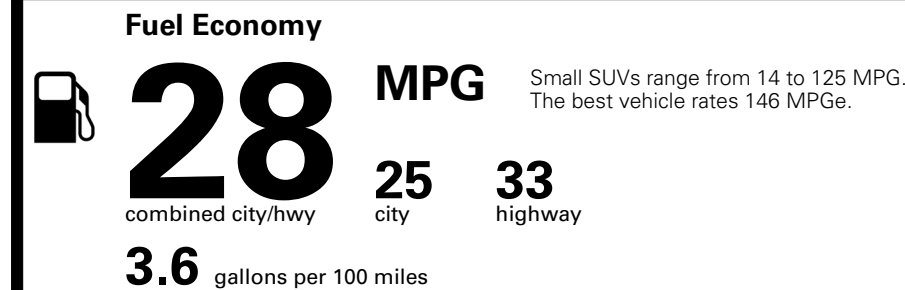 Fuel Economy
28 MPG
Small SUVs range from 14 to 125 MPG.
The best vehicle rates 146 MPGe.
combined city/hwy
25 city
33 highway
3.6 gallons per 100 miles